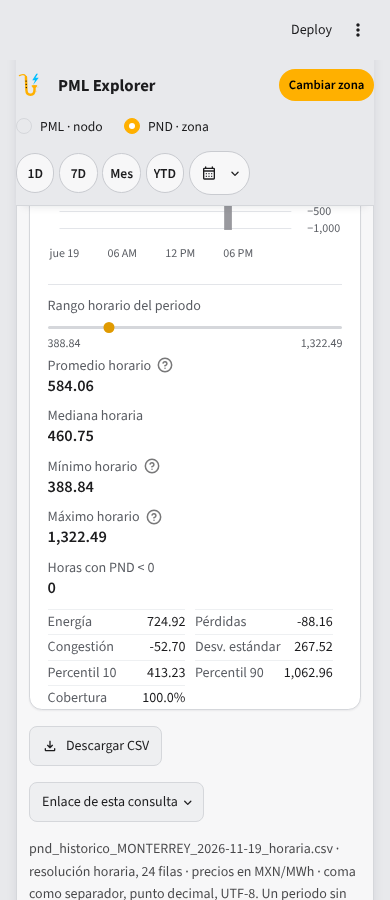 Deploy
PML Explorer
Cambiar zona
PML · nodo
PND · zona
1D
7D
Mes
YTD
−500
−1,000
jue 19
06 AM
12 PM
06 PM
Rango horario del periodo
388.84
1,322.49
Promedio horario
584.06
Mediana horaria
460.75
Mínimo horario
388.84
Máximo horario
1,322.49
Horas con PND < 0
0
Energía 724.92 Pérdidas -88.16
Congestión -52.70 Desv. estándar 267.52
Percentil 10 413.23 Percentil 90 1,062.96
Cobertura 100.0%
Descargar CSV
Enlace de esta consulta
pnd_historico_MONTERREY_2026-11-19_horaria.csv ·
resolución horaria, 24 filas · precios en MXN/MWh · coma
como separador, punto decimal, UTF-8. Un periodo sin